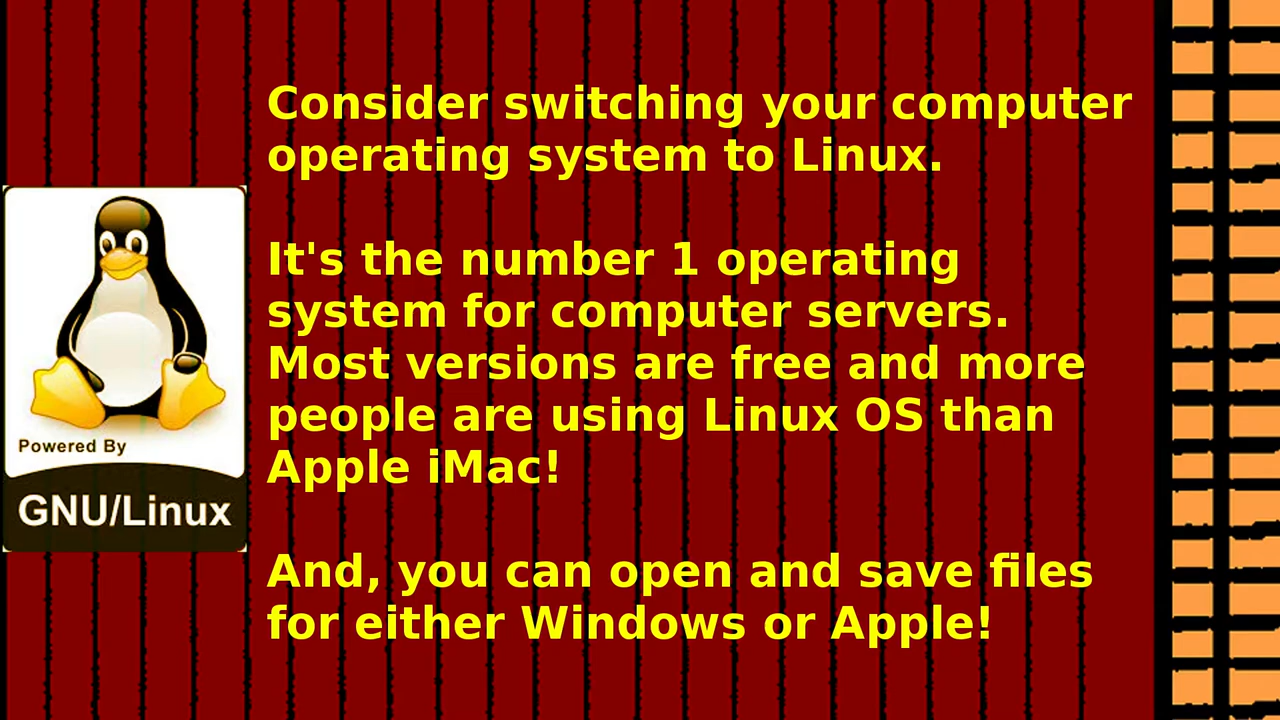 Consider switching your computer
operating system to Linux.
It's the number 1 operating
system for computer servers.
Most versions are free and more
people are using Linux OS than
Apple iMac!
And, you can open and save files
for either Windows or Apple!
Powered By
GNU/Linux